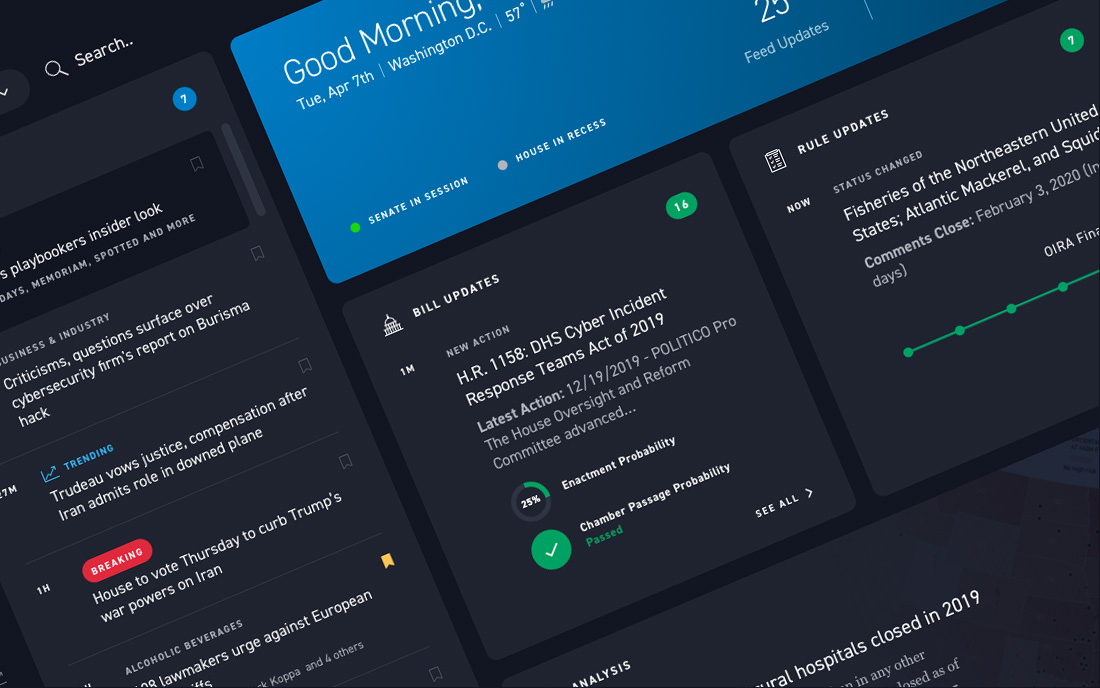 Search..
7
s playbookers insider look
DAYS, MEMORIAM, SPOTTED AND MORE
BUSINESS & INDUSTRY
Criticisms, questions surface over
cybersecurity firm's report on Burisma
hack
27M
TRENDING
Trudeau vows justice, compensation after
Iran admits role in downed plane
1H
BREAKING
House to vote Thursday to curb Trump's
war powers on Iran
ALCOHOLIC BEVERAGES
lawmakers urge against European
Koppa and 4 others
Good Morning,
Tue, Apr 7th | Washington D.C. | 57°
25
Feed Updates
SENATE IN SESSION
HOUSE IN RECESS
BILL UPDATES
16
1M
NEW ACTION
H.R. 1158: DHS Cyber Incident
Response Teams Act of 2019
Latest Action: 12/19/2019 - POLITICO Pro
The House Oversight and Reform
Committee advanced...
25%
Enactment Probability
Chamber Passage Probability
Passed
SEE ALL
RULE UPDATES
7
NOW
STATUS CHANGED
Fisheries of the Northeastern United
States; Atlantic Mackerel, and Squid
Comments Close: February 3, 2020 (In
days)
OIRA Fina
ANALYSIS
ural hospitals closed in 2019
n in any other
closed as of